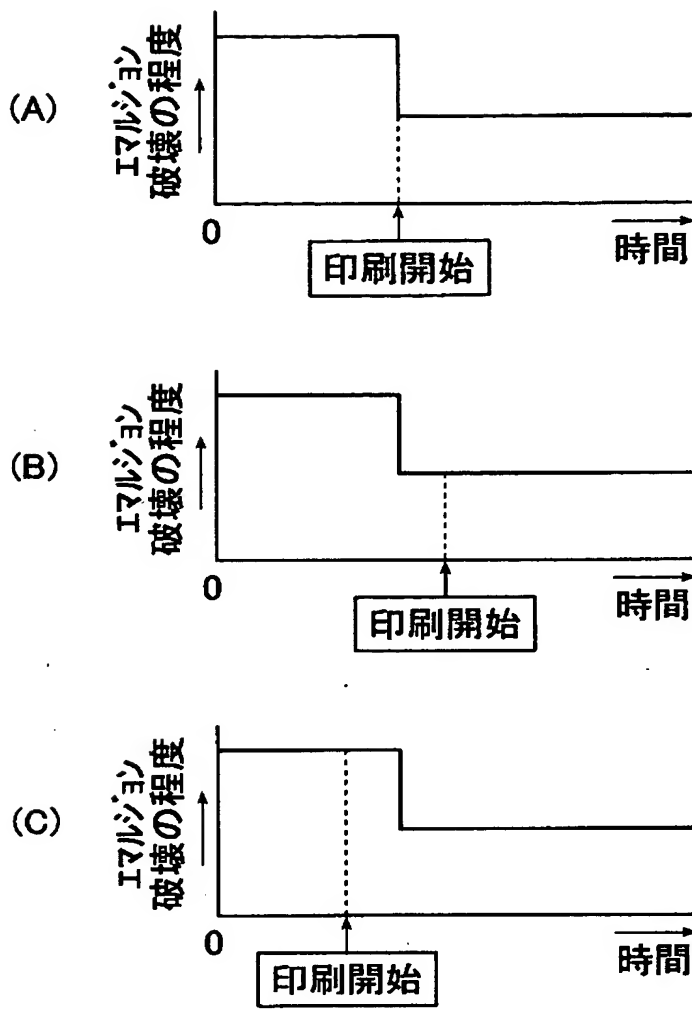 (A)
エマルジョン
破壊の程度
0
時間
印刷開始
(B)
エマルジョン
破壊の程度
0
時間
印刷開始
(C)
エマルジョン
破壊の程度
0
時間
印刷開始